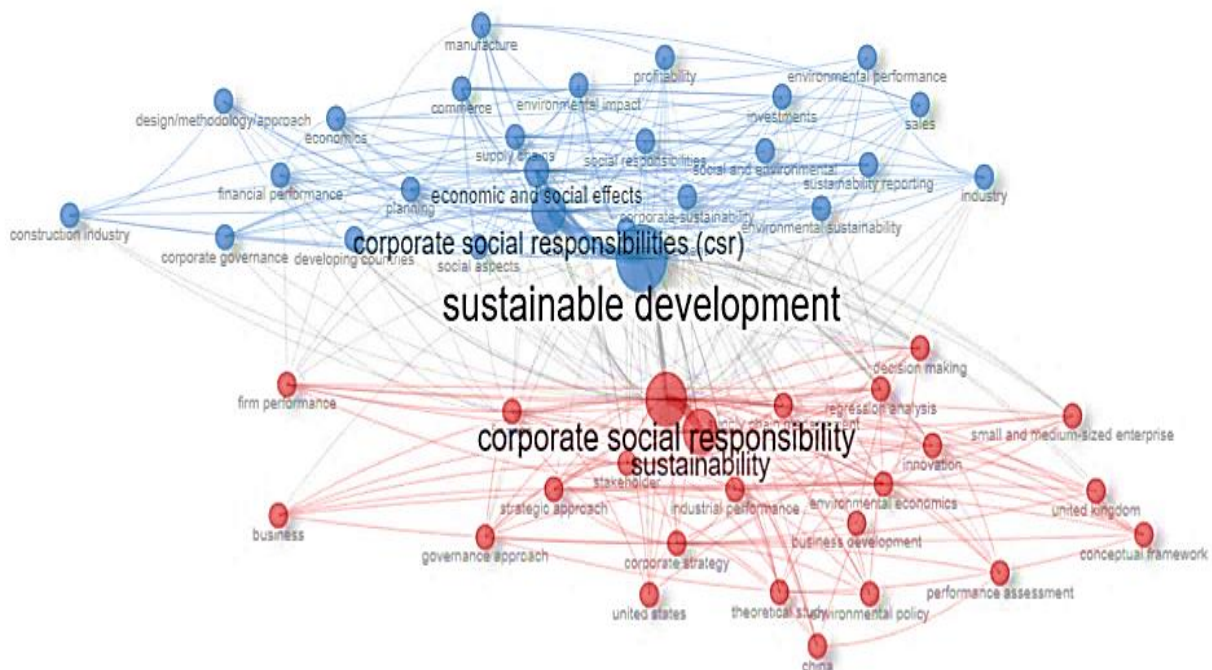 manufacture
profitability
environmental performance
commerce
environmental impact
investments
sales
design/methodology/approach
economics
supply chains
social responsibilities
social and environmental
sustainability reporting
industry
financial performance
planning
economic and social effects
corporate-sustainability
environmental sustainability
construction industry
corporate governance
developing countries
corporate social responsibilities (csr)
social aspects
sustainable development
decision making
firm performance
regression analysis
supply chain management
small and medium-sized enterprise
corporate social responsibility
sustainability
innovation
stakeholder
strategic approach
industrial performance
environmental economics
united kingdom
business
business development
governance approach
corporate strategy
conceptual framework
performance assessment
united states
theoretical study
environmental policy
china